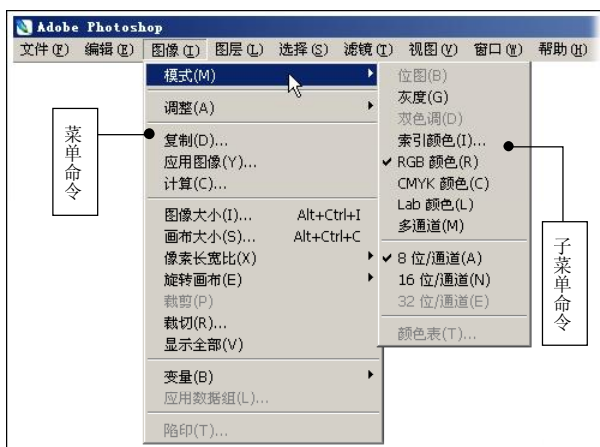 Adobe Photoshop
文件(F) 编辑(E) 图像(I) 图层(L) 选择(S) 滤镜(T) 视图(V) 窗口(W) 帮助(H)
模式(M)
调整(A)
复制(D)...
应用图像(Y)...
计算(C)...
图像大小(I)... Alt+Ctrl+I
画布大小(S)... Alt+Ctrl+C
像素长宽比(X)
旋转画布(E)
裁剪(P)
裁切(R)...
显示全部(V)
变量(B)
应用数据组(L)...
陷印(T)...
位图(B)
灰度(G)
双色调(D)
索引颜色(I)...
RGB 颜色(R)
CMYK 颜色(C)
Lab 颜色(L)
多通道(M)
8 位/通道(A)
16 位/通道(N)
32 位/通道(E)
颜色表(T)...
菜单命令
子菜单命令